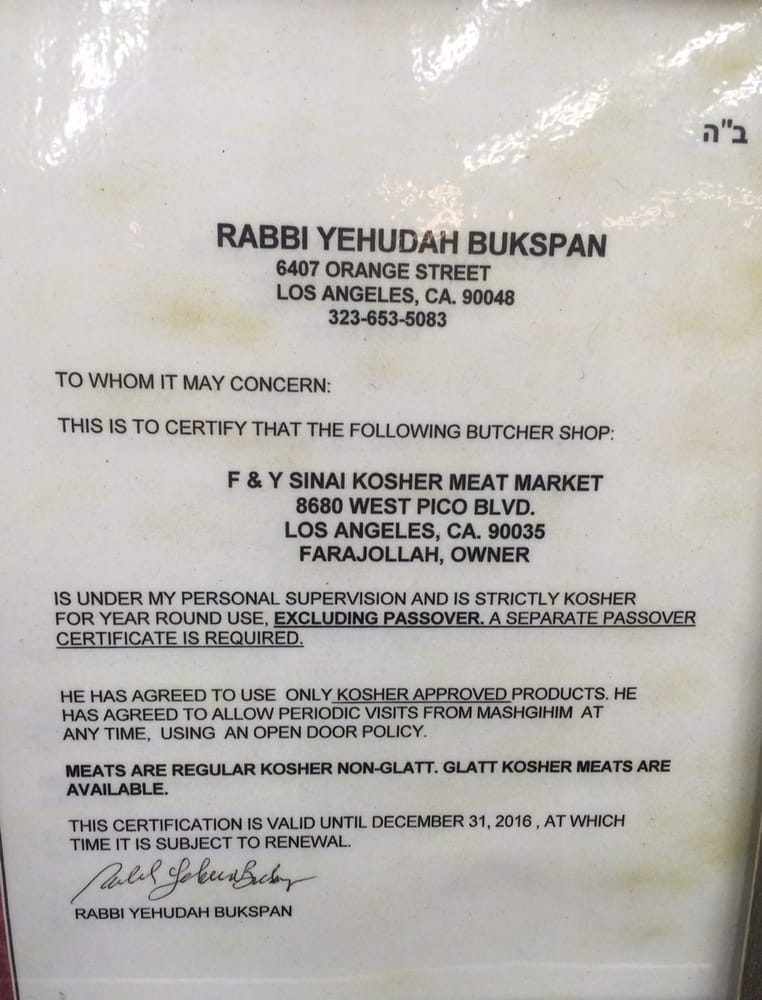 ב"ה
RABBI YEHUDAH BUKSPAN
6407 ORANGE STREET
LOS ANGELES, CA. 90048
323-653-5083
TO WHOM IT MAY CONCERN:
THIS IS TO CERTIFY THAT THE FOLLOWING BUTCHER SHOP:
F & Y SINAI KOSHER MEAT MARKET
8680 WEST PICO BLVD.
LOS ANGELES, CA. 90035
FARAJOLLAH, OWNER
IS UNDER MY PERSONAL SUPERVISION AND IS STRICTLY KOSHER
FOR YEAR ROUND USE, EXCLUDING PASSOVER. A SEPARATE PASSOVER
CERTIFICATE IS REQUIRED.
HE HAS AGREED TO USE ONLY KOSHER APPROVED PRODUCTS. HE
HAS AGREED TO ALLOW PERIODIC VISITS FROM MASHGIHIM AT
ANY TIME, USING AN OPEN DOOR POLICY.
MEATS ARE REGULAR KOSHER NON-GLATT. GLATT KOSHER MEATS ARE
AVAILABLE.
THIS CERTIFICATION IS VALID UNTIL DECEMBER 31, 2016 , AT WHICH
TIME IT IS SUBJECT TO RENEWAL.
RABBI YEHUDAH BUKSPAN